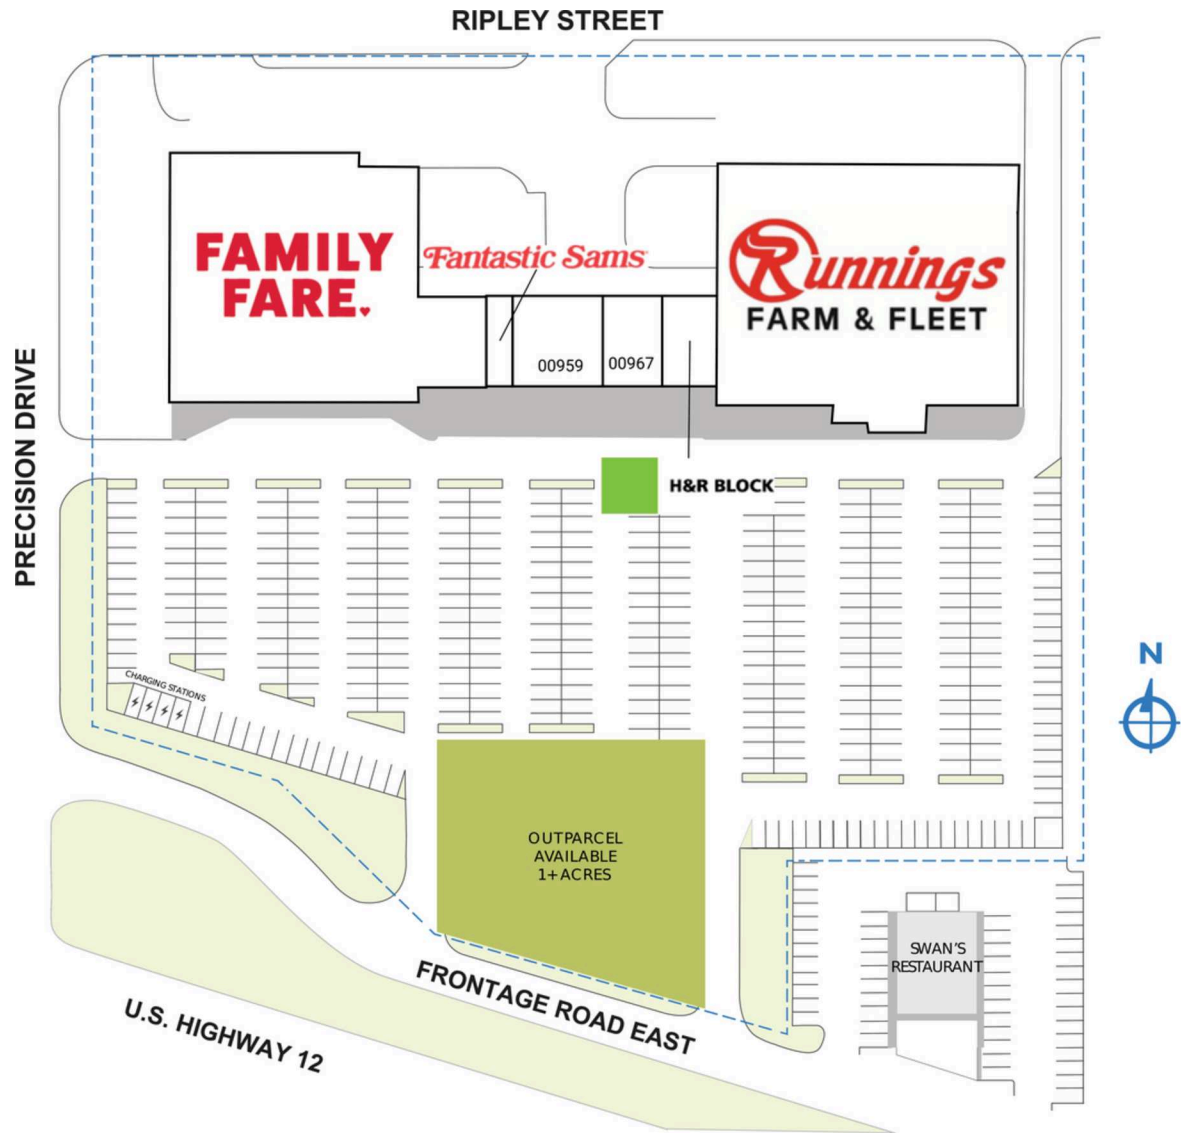 RIPLEY STREET
FAMILY
FARE.
Fantastic Sams
Runnings
FARM & FLEET
00959
00967
PRECISION DRIVE
H&R BLOCK
N
CHARGING STATIONS
OUTPARCEL
AVAILABLE
1+ ACRES
SWAN'S
RESTAURANT
FRONTAGE ROAD EAST
U.S. HIGHWAY 12